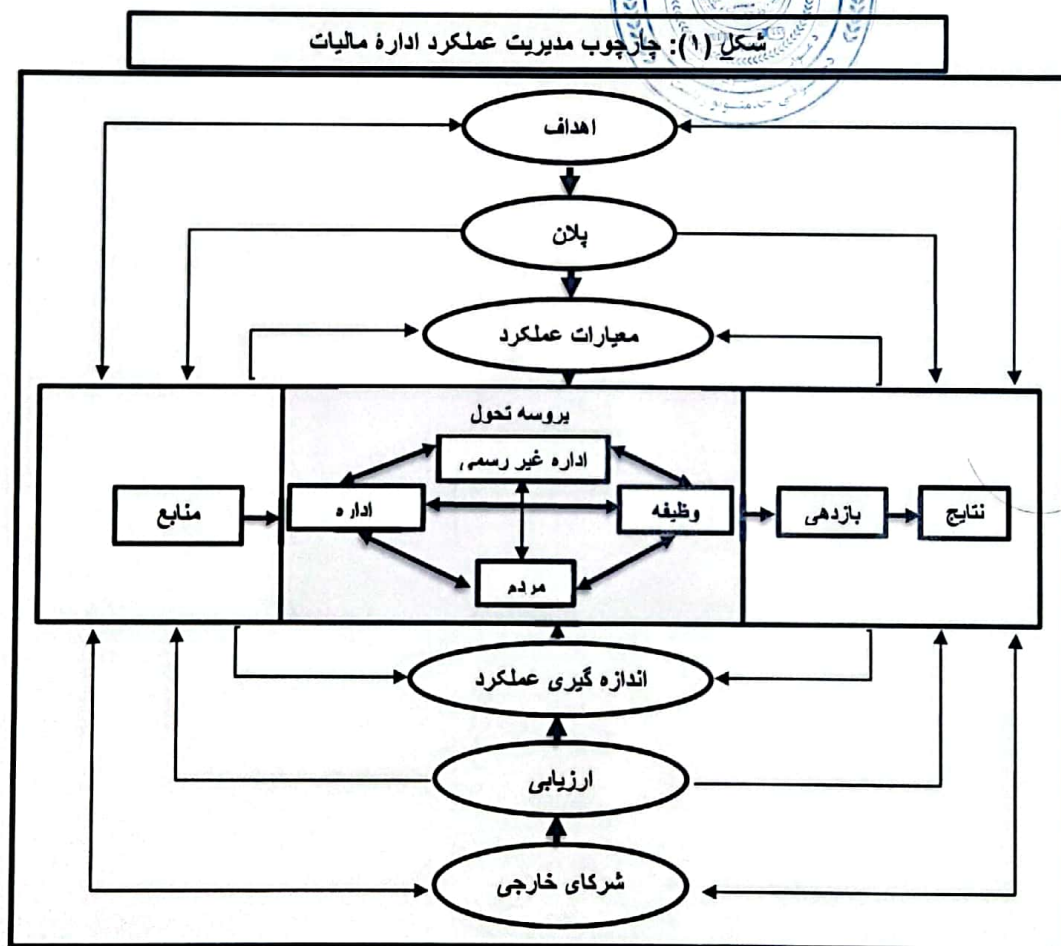 شکل (۱): چارچوب مدیریت عملکرد ادارهٔ مالیات
اهداف
پلان
معیارات عملکرد
پروسه تحول
اداره غیر رسمی
منابع
اداره
وظیفه
بازدهی
نتایج
مردم
اندازه گیری عملکرد
ارزیابی
شرکای خارجی